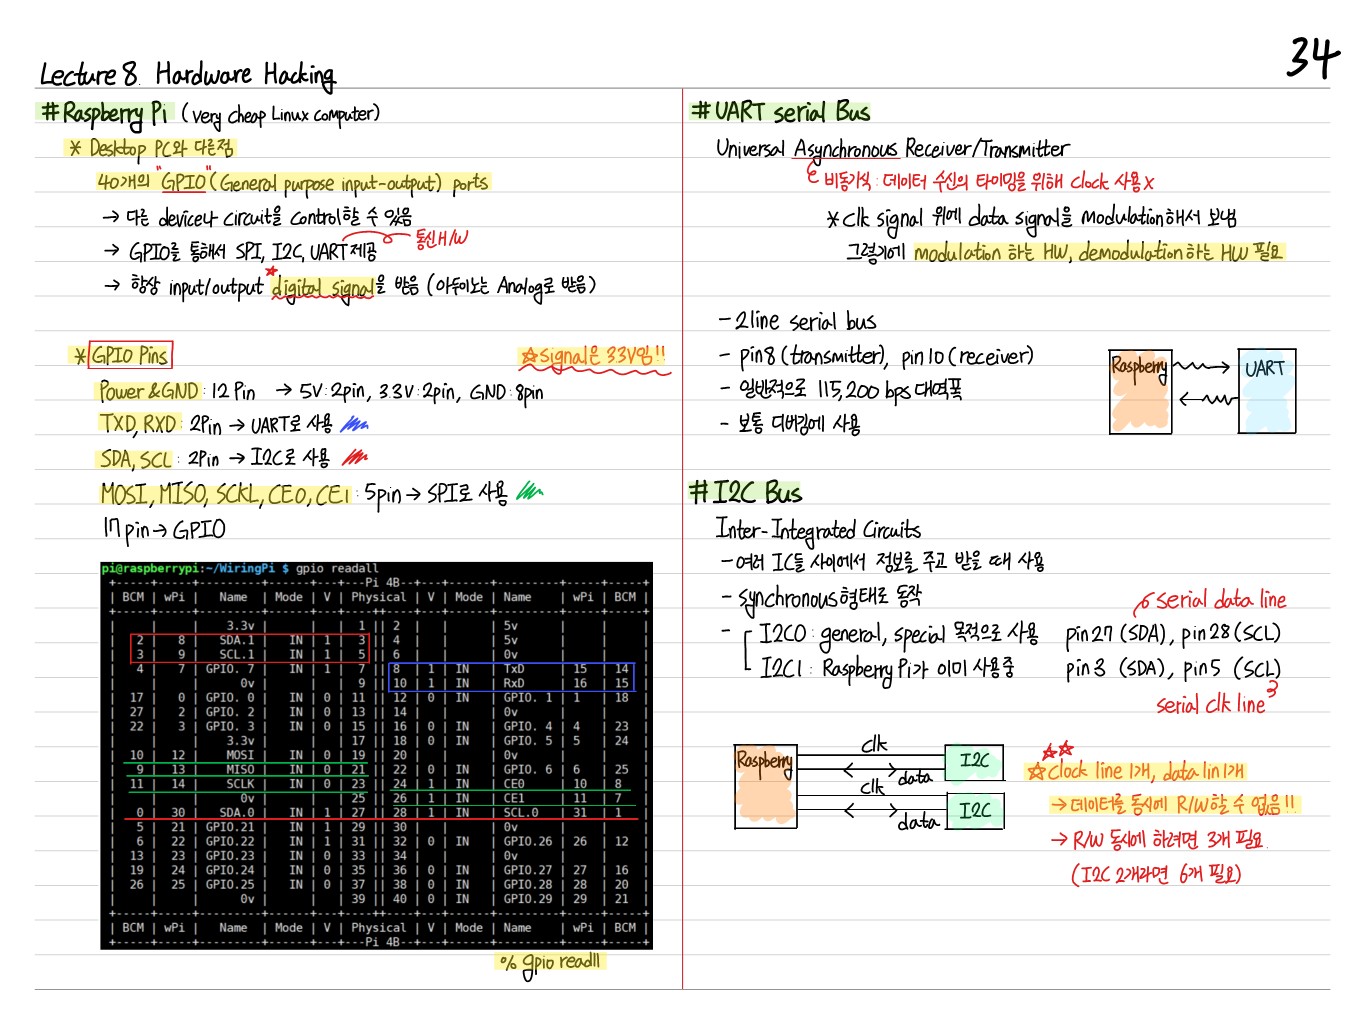 34
Lecture 8. Hardware Hacking
# Raspberry Pi (very cheap Linux computer)
* Desktop PC와 다른점
40개의 "GPIO" (General purpose input-output) ports
→ 다른 device나 circuit을 control할 수 있음
→ GPIO를 통해서 SPI, I2C, UART 제공
통신 H/W
→ 항상 input/output digital signal을 받음 (아두이노는 Analog로 받음)
* GPIO Pins
☆Signal은 3.3V임!!
Power & GND : 12 Pin → 5V : 2pin, 3.3V : 2pin, GND : 8pin
TXD, RXD : 2Pin → UART로 사용
SDA, SCL : 2Pin → I2C로 사용
MOSI, MISO, SCKL, CE0, CE1 : 5pin → SPI로 사용
17 pin → GPIO
pi@raspberrypi:~/WiringPi $ gpio readall
+-----+-----+---------+------+---+---Pi 4B--+---+------+---------+-----+-----+
| BCM | wPi | Name | Mode | V | Physical | V | Mode | Name | wPi | BCM |
+-----+-----+---------+------+---+----++----+---+------+---------+-----+-----+
| | | 3.3v | | | 1 || 2 | | | 5v | | |
| 2 | 8 | SDA.1 | IN | 1 | 3 || 4 | | | 5v | | |
| 3 | 9 | SCL.1 | IN | 1 | 5 || 6 | | | 0v | | |
| 4 | 7 | GPIO. 7 | IN | 1 | 7 || 8 | 1 | IN | TxD | 15 | 14 |
| | | 0v | | | 9 || 10 | 1 | IN | RxD | 16 | 15 |
| 17 | 0 | GPIO. 0 | IN | 0 | 11 || 12 | 0 | IN | GPIO. 1 | 1 | 18 |
| 27 | 2 | GPIO. 2 | IN | 0 | 13 || 14 | | | 0v | | |
| 22 | 3 | GPIO. 3 | IN | 0 | 15 || 16 | 0 | IN | GPIO. 4 | 4 | 23 |
| | | 3.3v | | | 17 || 18 | 0 | IN | GPIO. 5 | 5 | 24 |
| 10 | 12 | MOSI | IN | 0 | 19 || 20 | | | 0v | | |
| 9 | 13 | MISO | IN | 0 | 21 || 22 | 0 | IN | GPIO. 6 | 6 | 25 |
| 11 | 14 | SCLK | IN | 0 | 23 || 24 | 1 | IN | CE0 | 10 | 8 |
| | | 0v | | | 25 || 26 | 1 | IN | CE1 | 11 | 7 |
| 0 | 30 | SDA.0 | IN | 1 | 27 || 28 | 1 | IN | SCL.0 | 31 | 1 |
| 5 | 21 | GPIO.21 | IN | 1 | 29 || 30 | | | 0v | | |
| 6 | 22 | GPIO.22 | IN | 1 | 31 || 32 | 0 | IN | GPIO.26 | 26 | 12 |
| 13 | 23 | GPIO.23 | IN | 0 | 33 || 34 | | | 0v | | |
| 19 | 24 | GPIO.24 | IN | 0 | 35 || 36 | 0 | IN | GPIO.27 | 27 | 16 |
| 26 | 25 | GPIO.25 | IN | 0 | 37 || 38 | 0 | IN | GPIO.28 | 28 | 20 |
| | | 0v | | | 39 || 40 | 0 | IN | GPIO.29 | 29 | 21 |
+-----+-----+---------+------+---+----++----+---+------+---------+-----+-----+
| BCM | wPi | Name | Mode | V | Physical | V | Mode | Name | wPi | BCM |
+-----+-----+---------+------+---+---Pi 4B--+---+------+---------+-----+-----+
% gpio readll
# UART serial Bus
Universal Asynchronous Receiver/Transmitter
비동기식 : 데이터 수신의 타이밍을 위해 clock 사용 x
* clk signal 위에 data signal을 modulation해서 보냄
그렇기에 modulation 하는 HW, demodulation하는 HW 필요
- 2line serial bus
- pin 8 (transmitter), pin 10 (receiver)
- 일반적으로 115,200 bps 대역폭
- 보통 디버깅에 사용
Raspberry
UART
# I2C Bus
Inter-Integrated Circuits
- 여러 IC들 사이에서 정보를 주고 받을 때 사용
- synchronous 형태로 동작
serial data line
- I2C0 : general, special 목적으로 사용 pin 27 (SDA), pin 28 (SCL)
I2C1 : Raspberry Pi가 이미 사용중 pin 3 (SDA), pin 5 (SCL)
serial clk line
Raspberry
clk
data
I2C
clk
data
I2C
☆☆☆ clock line 1개, data lin 1개
→ 데이터를 동시에 R/W할 수 없음!!
→ R/W 동시에 하려면 3개 필요.
(I2C 2개라면 6개 필요)